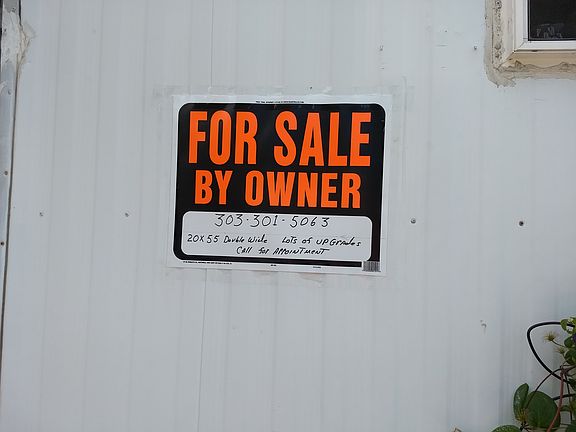 FOR SALE
BY OWNER
303-301-5063
20X55 Double Wide Lots of UPGrades
Call for APPOINTMENT